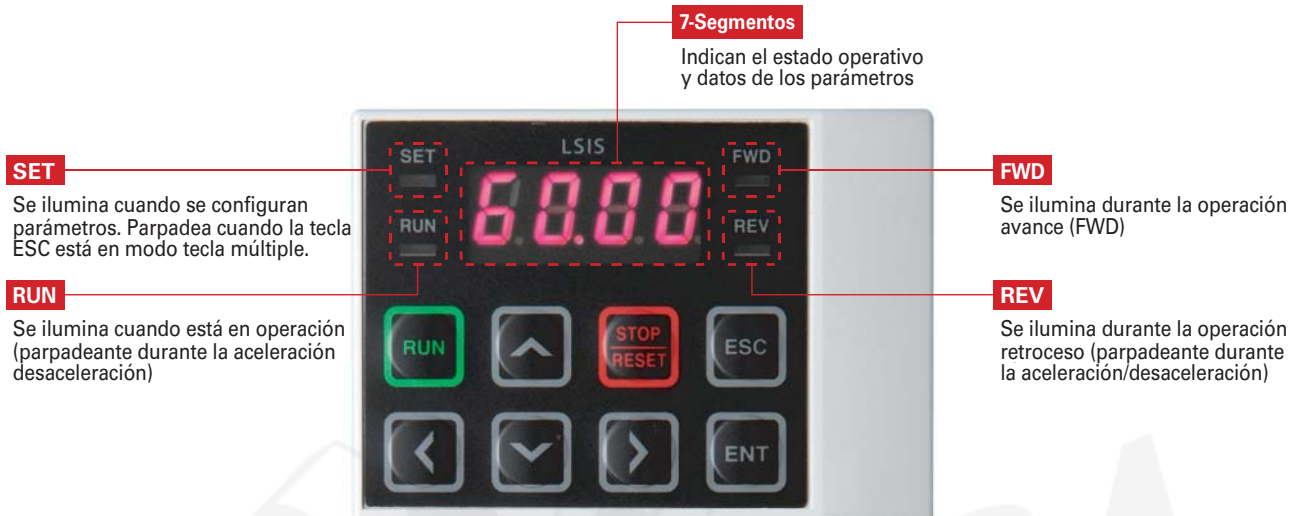 7-Segmentos
Indican el estado operativo
y datos de los parámetros
SET
Se ilumina cuando se configuran
parámetros. Parpadea cuando la tecla
ESC está en modo tecla múltiple.
RUN
Se ilumina cuando está en operación
(parpadeante durante la aceleración
desaceleración)
LSIS
SET
FWD
60.00
RUN
REV
RUN
STOP
RESET
ESC
ENT
FWD
Se ilumina durante la operación
avance (FWD)
REV
Se ilumina durante la operación
retroceso (parpadeante durante
la aceleración/desaceleración)